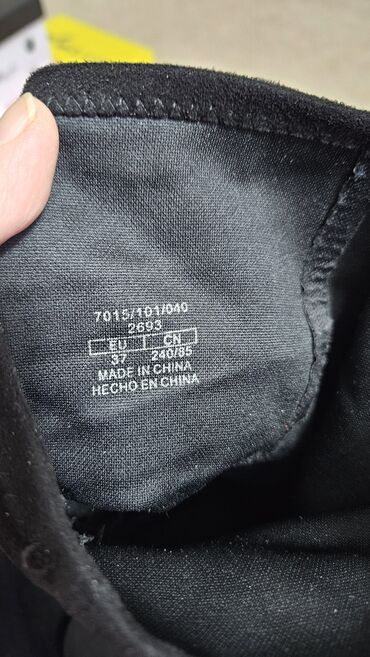 7015/101/040
2693
EU CN
37 240/85
MADE IN CHINA
HECHO EN CHINA